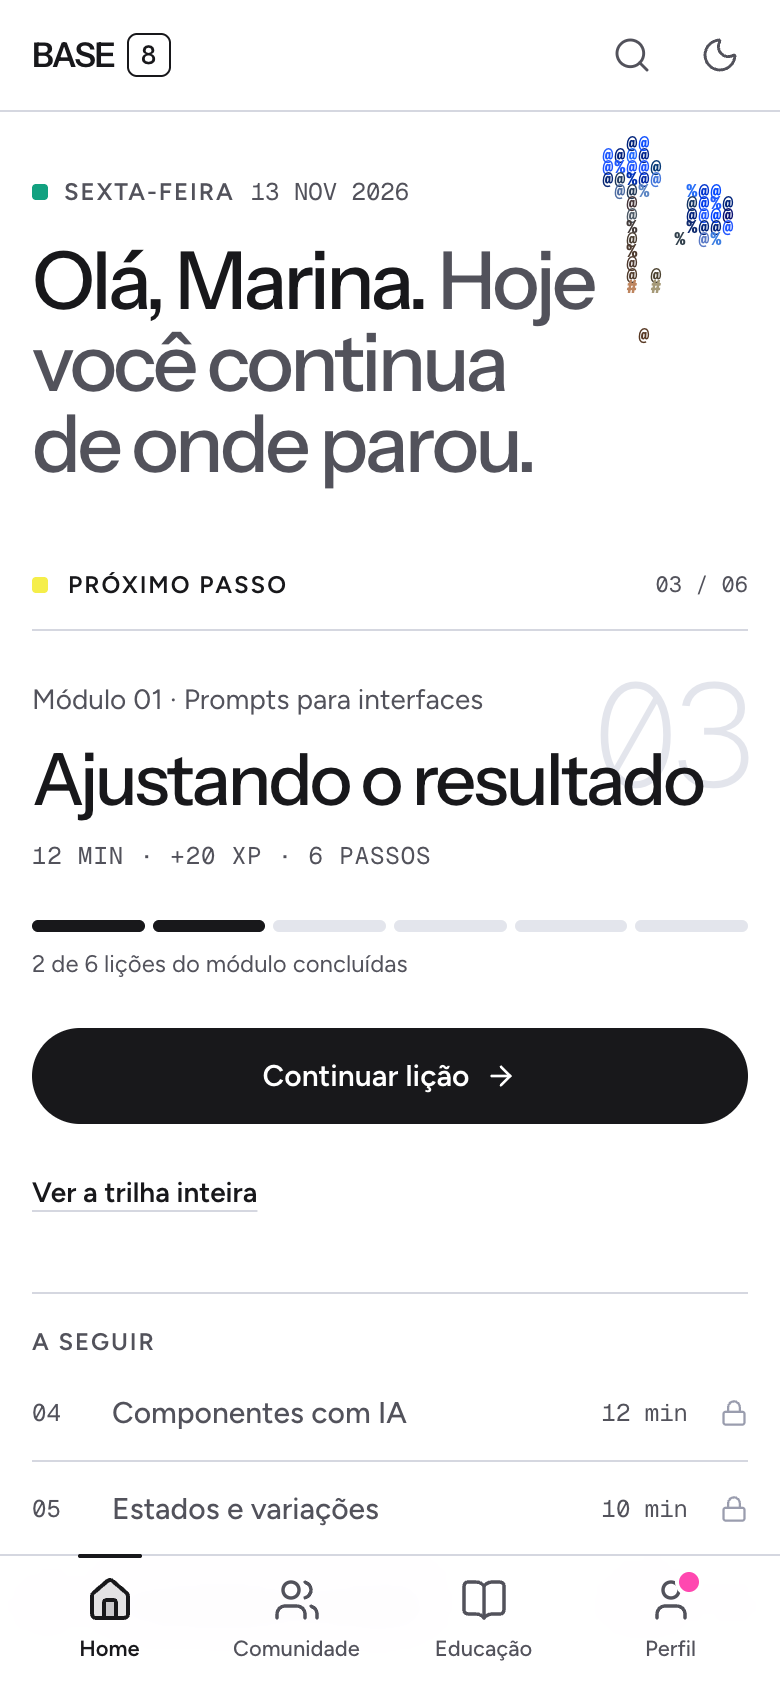 BASE 8
SEXTA-FEIRA 13 NOV 2026
Olá, Marina. Hoje
você continua
de onde parou.
PRÓXIMO PASSO 03 / 06
Módulo 01 · Prompts para interfaces
03
Ajustando o resultado
12 MIN · +20 XP · 6 PASSOS
2 de 6 lições do módulo concluídas
Continuar lição →
Ver a trilha inteira
A SEGUIR
04 Componentes com IA 12 min
05 Estados e variações 10 min
Home Comunidade Educação Perfil